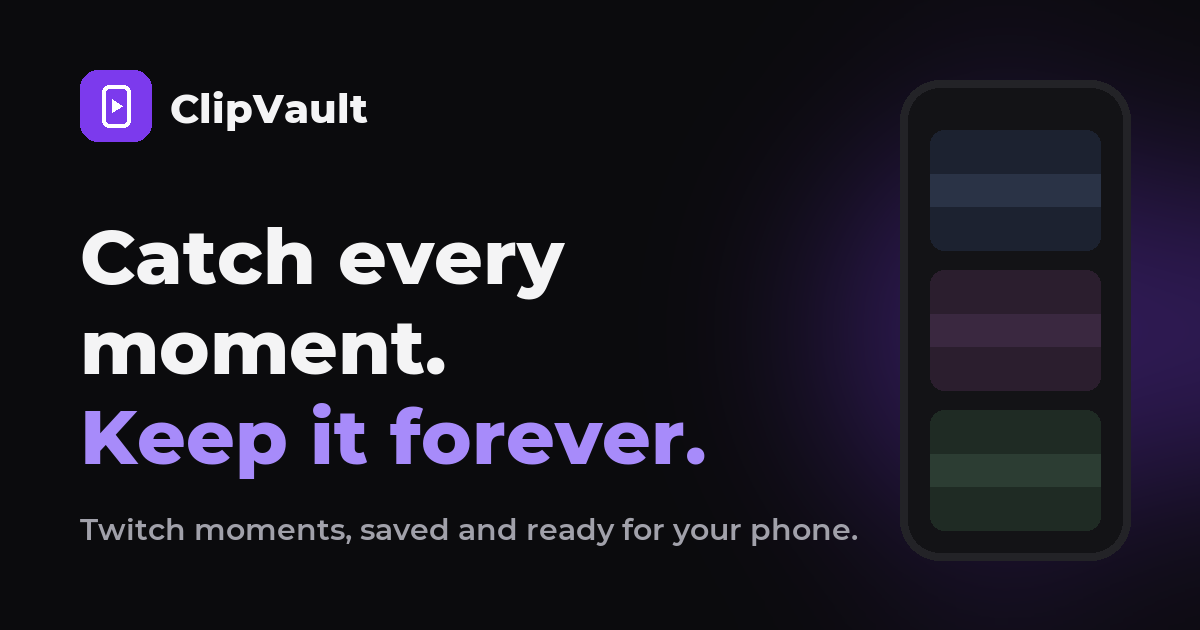 ClipVault
Catch every
moment.
Keep it forever.
Twitch moments, saved and ready for your phone.